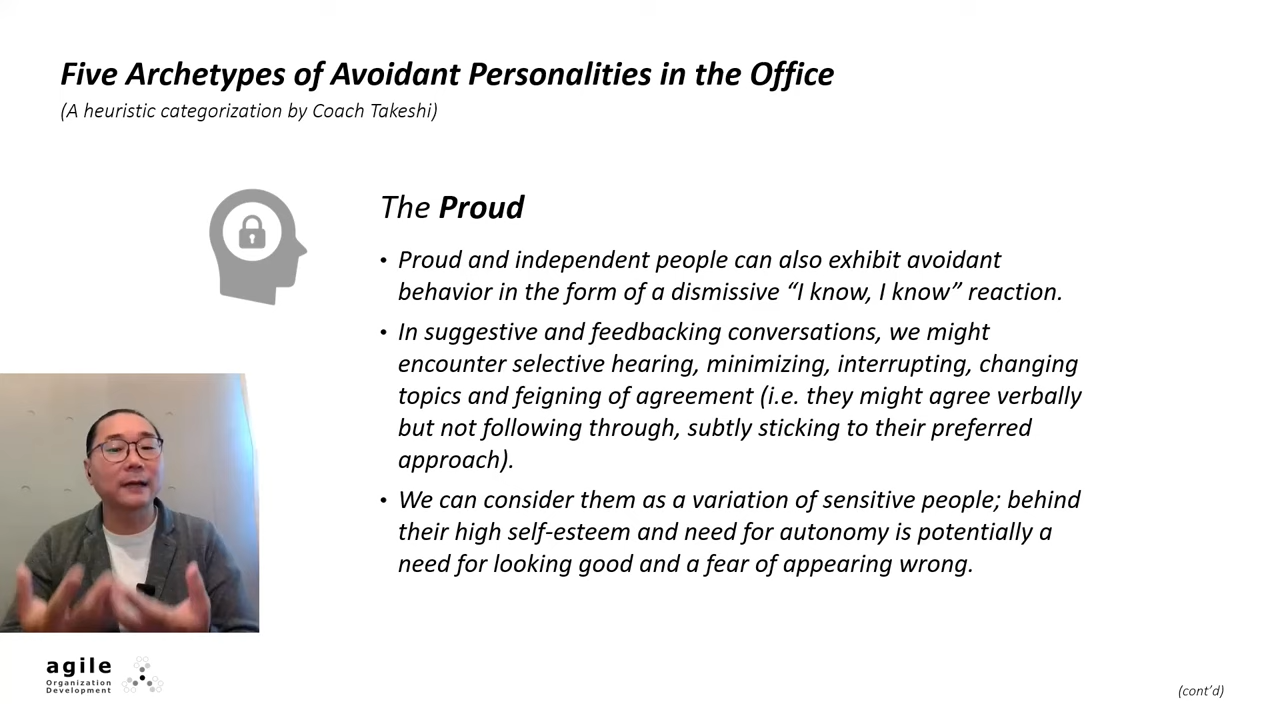 Five Archetypes of Avoidant Personalities in the Office
(A heuristic categorization by Coach Takeshi)
The Proud
• Proud and independent people can also exhibit avoidant
behavior in the form of a dismissive “I know, I know” reaction.
• In suggestive and feedbacking conversations, we might
encounter selective hearing, minimizing, interrupting, changing
topics and feigning of agreement (i.e. they might agree verbally
but not following through, subtly sticking to their preferred
approach).
• We can consider them as a variation of sensitive people; behind
their high self-esteem and need for autonomy is potentially a
need for looking good and a fear of appearing wrong.
agile
Organization
Development
(cont’d)